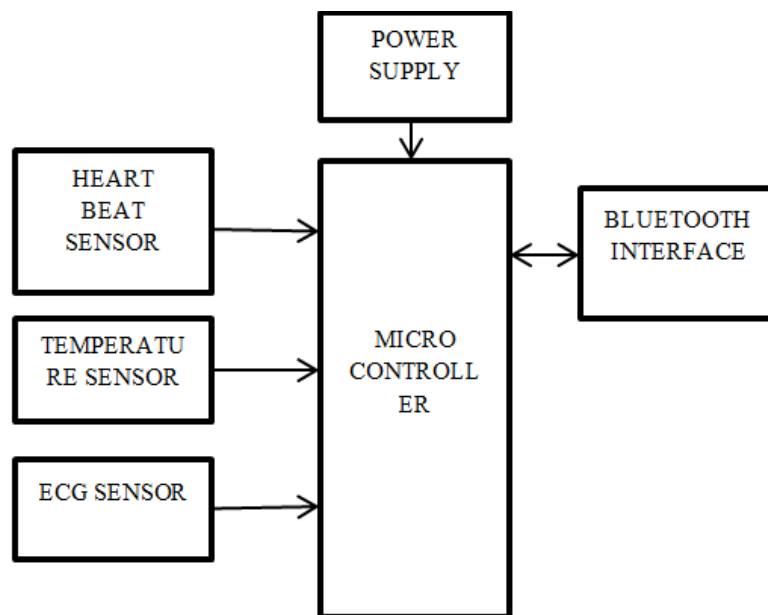 POWER
SUPPLY
HEART
BEAT
SENSOR
BLUETOOTH
INTERFACE
TEMPERATU
RE SENSOR
MICRO
CONTROLL
ER
ECG SENSOR